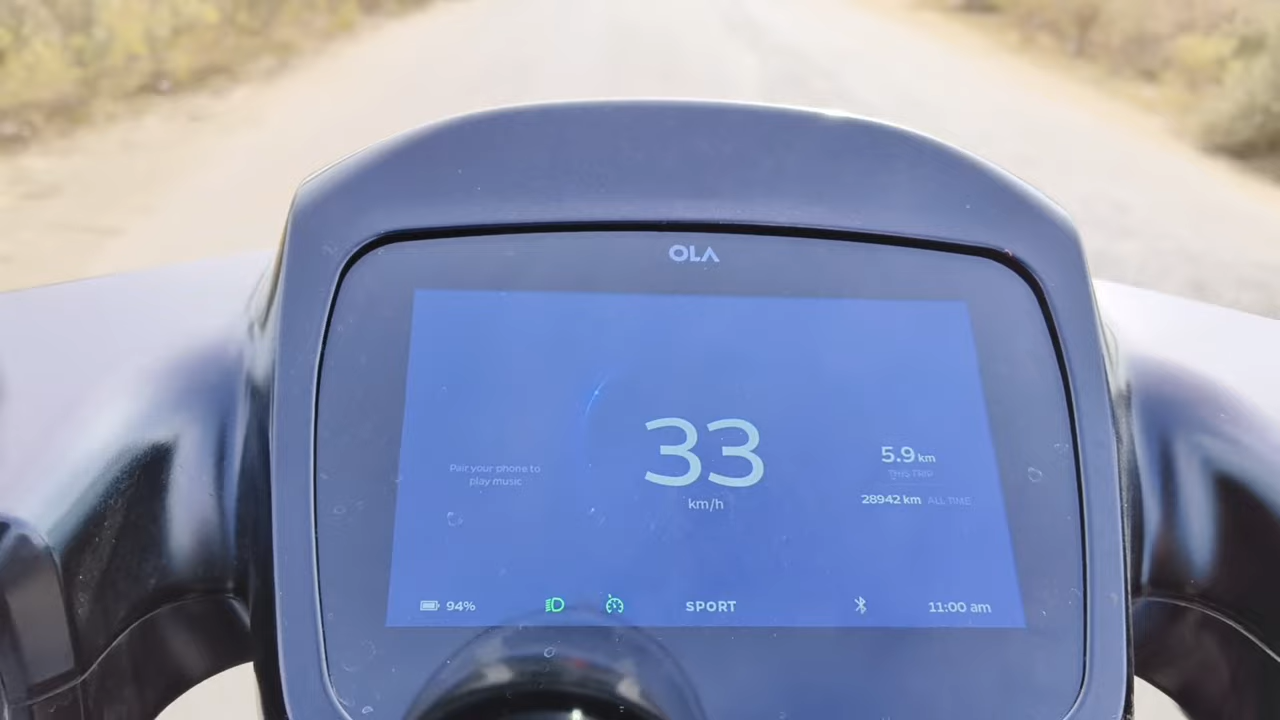 OLA
33
km/h
Pair your phone to
play music
5.9 km
THIS TRIP
28942 km ALL TIME
94%
SPORT
11:00 am